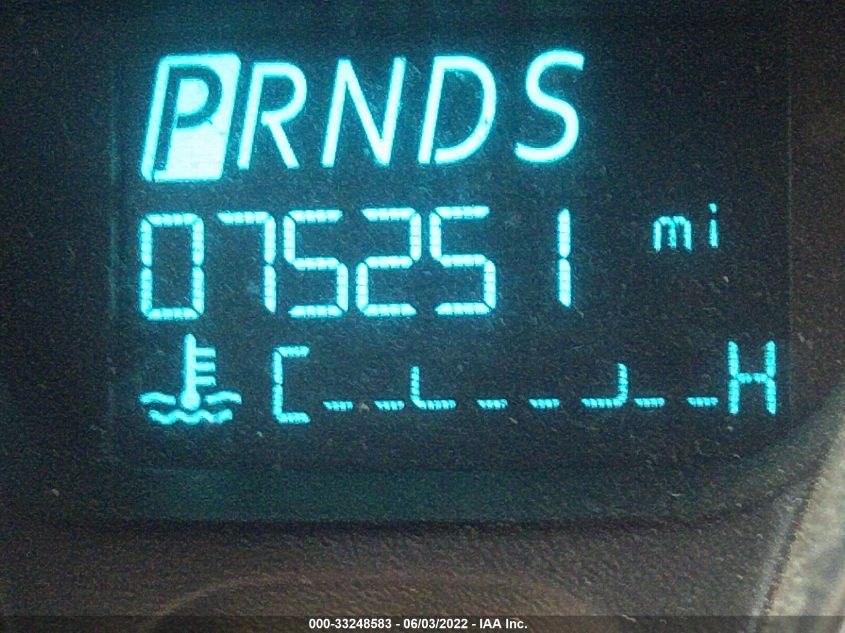 PRNDS
075251 mi
C H
000-33248583 - 06/03/2022 - IAA Inc.